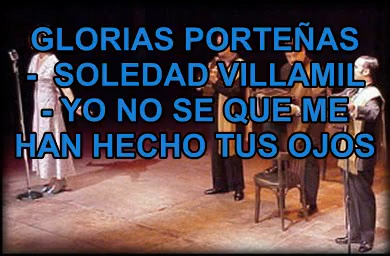 GLORIAS PORTEÑAS
- SOLEDAD VILLAMIL
- YO NO SE QUE ME
HAN HECHO TUS OJOS